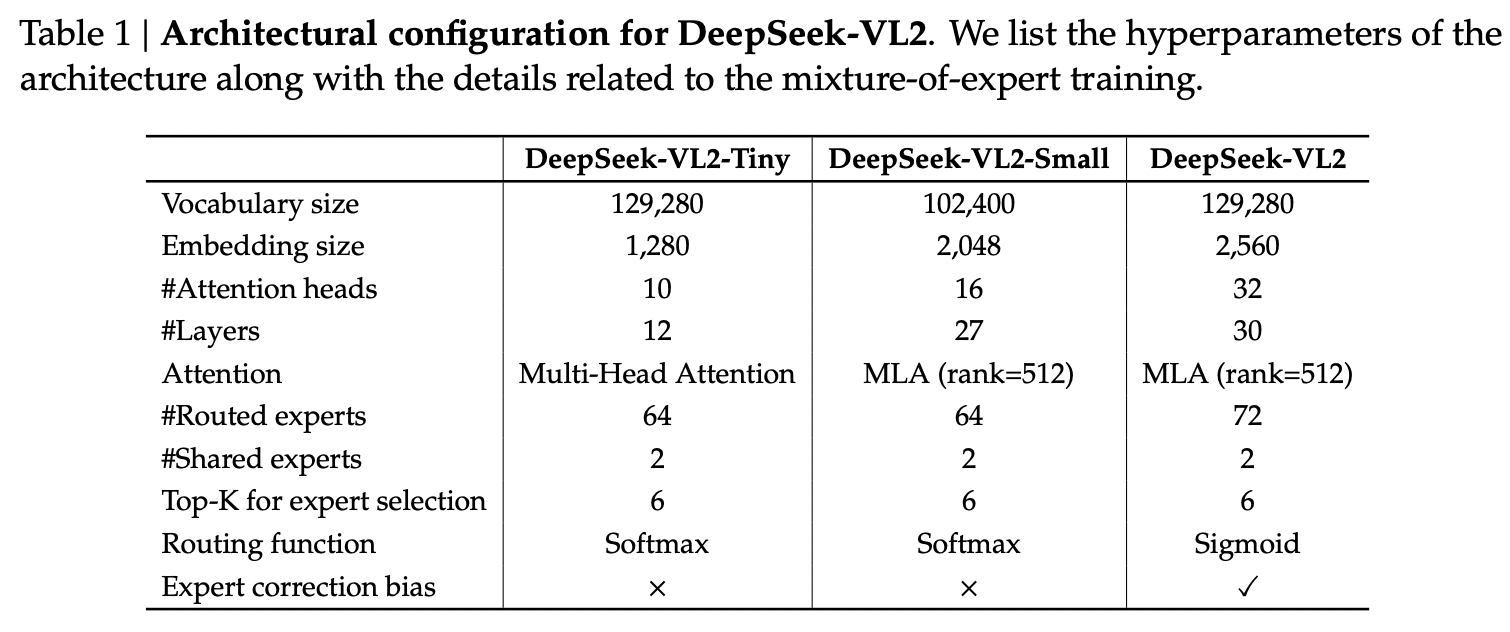 Table 1 | Architectural configuration for DeepSeek-VL2. We list the hyperparameters of the
architecture along with the details related to the mixture-of-expert training.
DeepSeek-VL2-Tiny DeepSeek-VL2-Small DeepSeek-VL2
Vocabulary size 129,280 102,400 129,280
Embedding size 1,280 2,048 2,560
#Attention heads 10 16 32
#Layers 12 27 30
Attention Multi-Head Attention MLA (rank=512) MLA (rank=512)
#Routed experts 64 64 72
#Shared experts 2 2 2
Top-K for expert selection 6 6 6
Routing function Softmax Softmax Sigmoid
Expert correction bias × × ✓